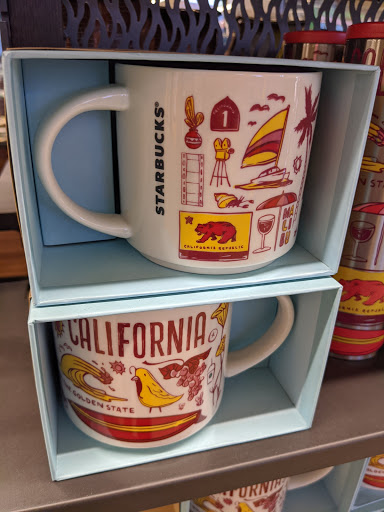 STARBUCKS
1
CALIFORNIA REPUBLIC
CALIFORNIA
THE GOLDEN STATE
CALIFORNIA